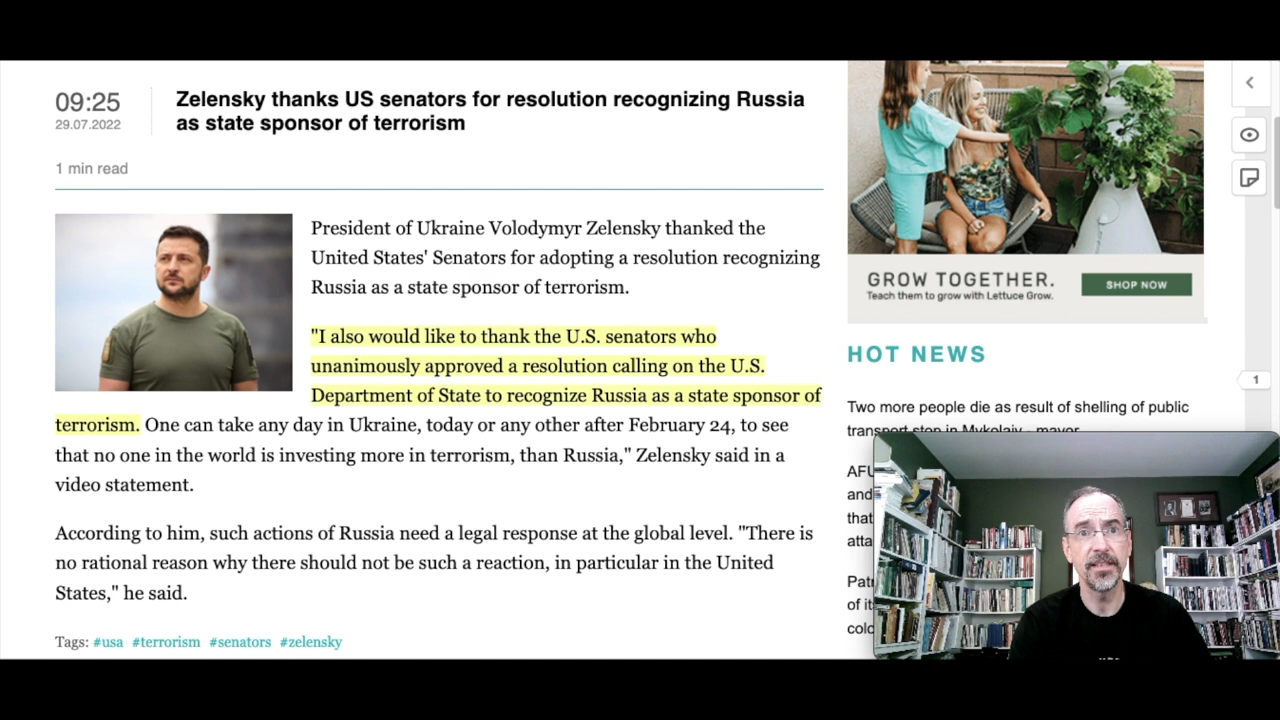 09:25
29.07.2022
Zelensky thanks US senators for resolution recognizing Russia
as state sponsor of terrorism
1 min read
President of Ukraine Volodymyr Zelensky thanked the
United States' Senators for adopting a resolution recognizing
Russia as a state sponsor of terrorism.
"I also would like to thank the U.S. senators who
unanimously approved a resolution calling on the U.S.
Department of State to recognize Russia as a state sponsor of
terrorism. One can take any day in Ukraine, today or any other after February 24, to see
that no one in the world is investing more in terrorism, than Russia," Zelensky said in a
video statement.
According to him, such actions of Russia need a legal response at the global level. "There is
no rational reason why there should not be such a reaction, in particular in the United
States," he said.
Tags: #usa #terrorism #senators #zelensky
GROW TOGETHER.
Teach them to grow with Lettuce Grow.
SHOP NOW
HOT NEWS
1
Two more people die as result of shelling of public
transport stop in Mykolaiv - mayor
and
that
of